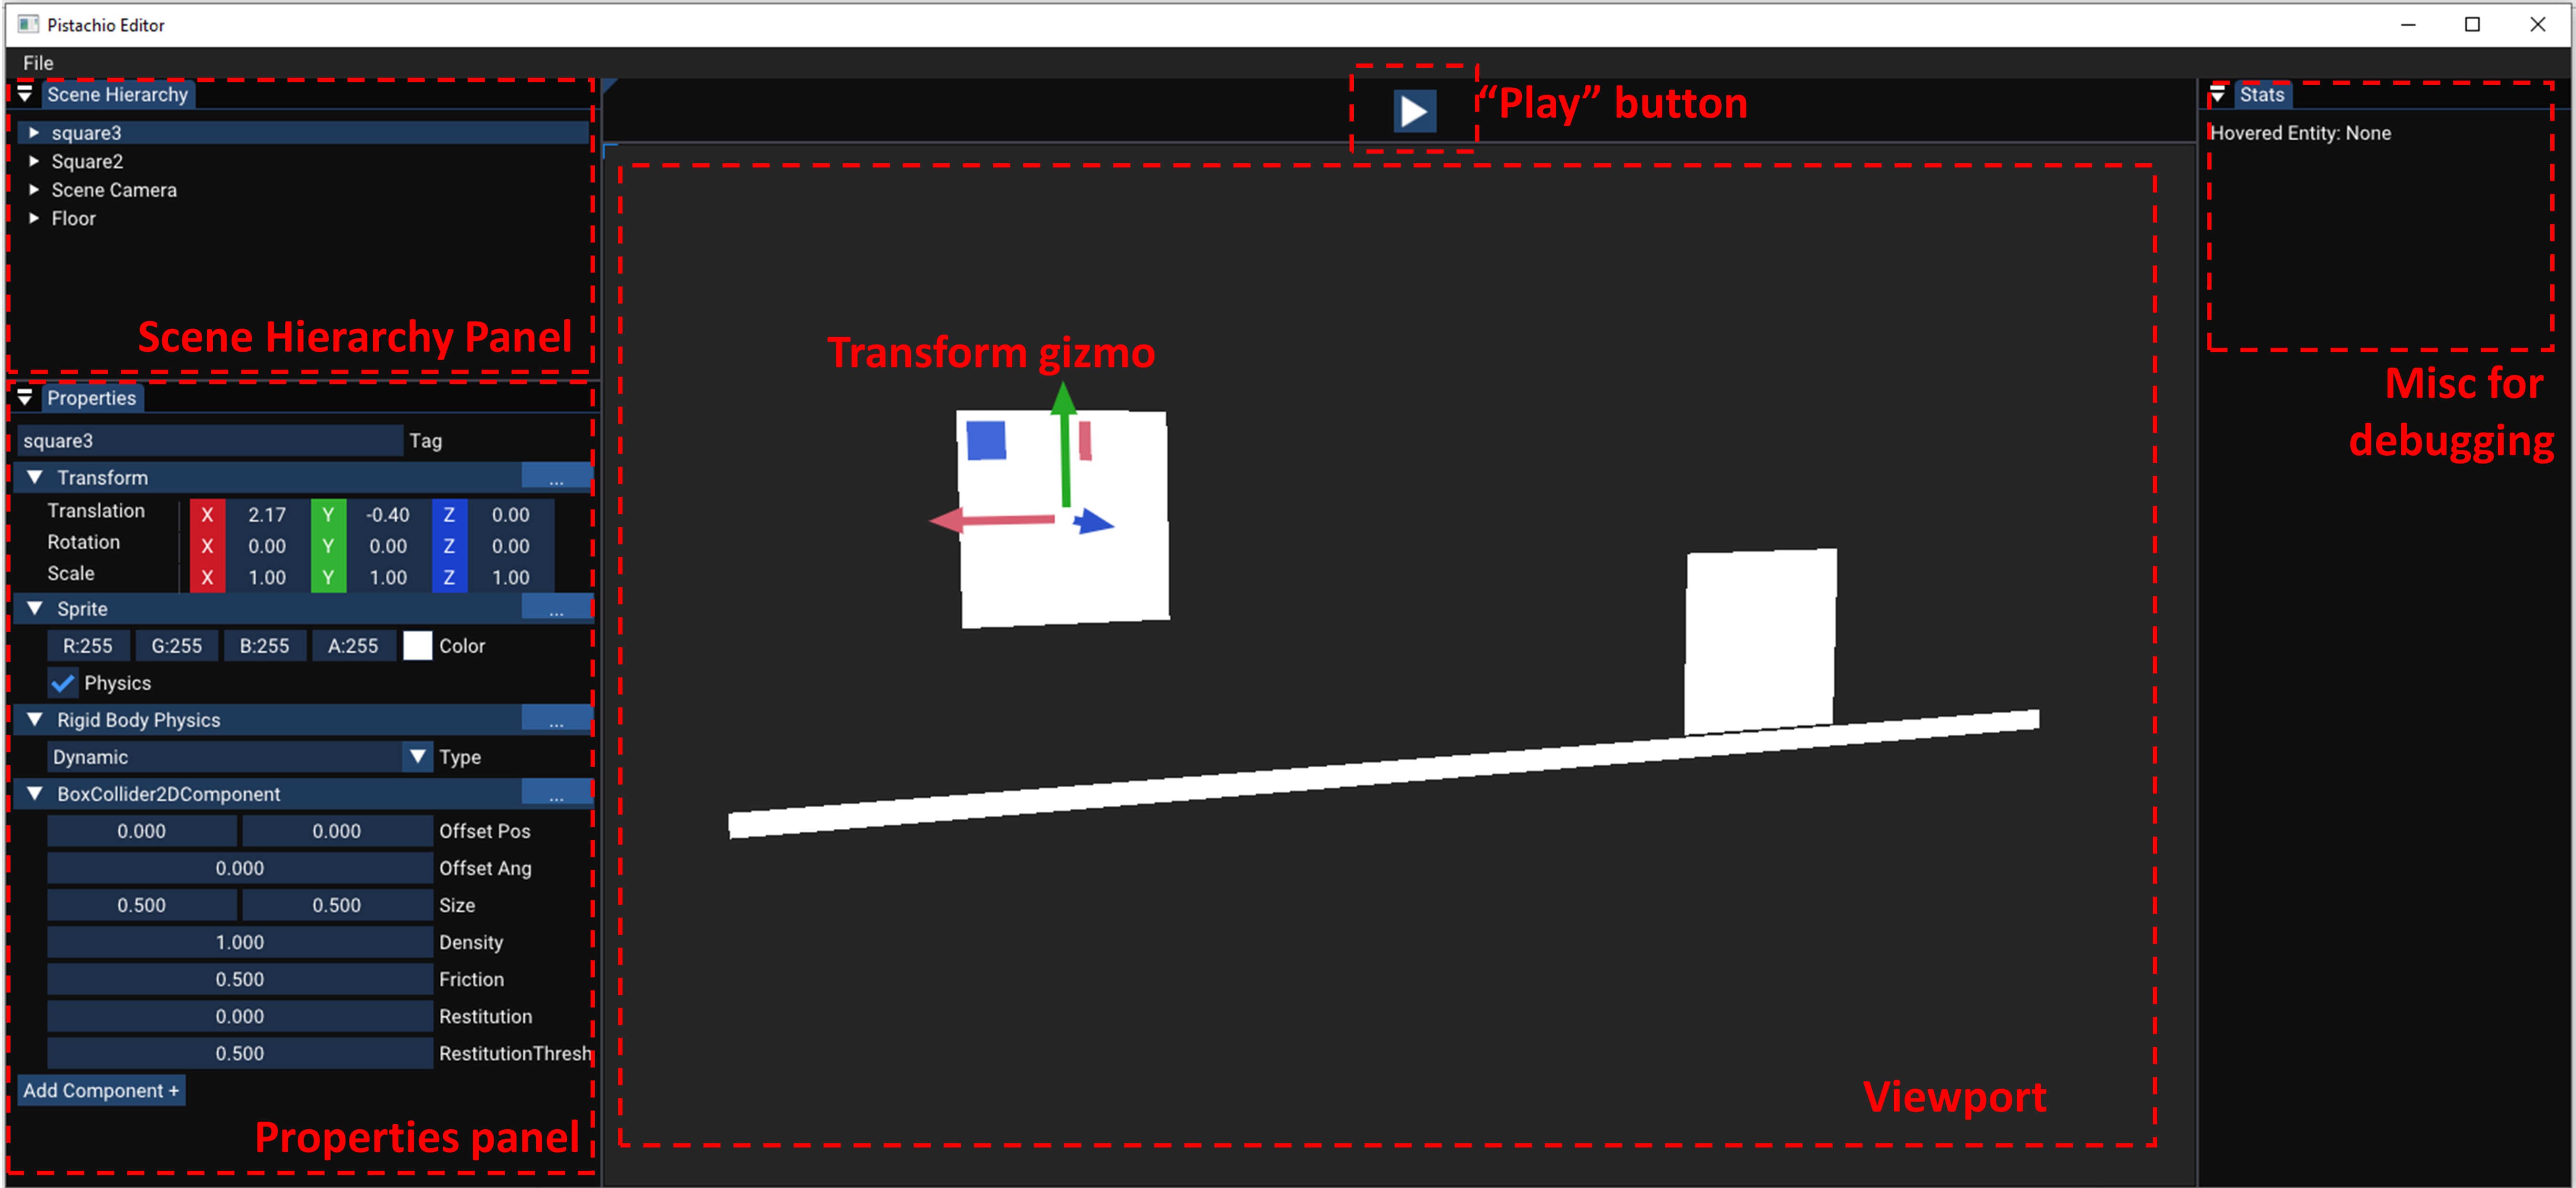 Pistachio Editor
File
Scene Hierarchy
square3
Square2
Scene Camera
Floor
Scene Hierarchy Panel
Properties
square3 Tag
Transform ...
Translation X 2.17 Y -0.40 Z 0.00
Rotation X 0.00 Y 0.00 Z 0.00
Scale X 1.00 Y 1.00 Z 1.00
Sprite ...
R:255 G:255 B:255 A:255 Color
Physics
Rigid Body Physics ...
Dynamic Type
BoxCollider2DComponent ...
0.000 0.000 Offset Pos
0.000 Offset Ang
0.500 0.500 Size
1.000 Density
0.500 Friction
0.000 Restitution
0.500 RestitutionThresh
Add Component +
Properties panel
“Play” button
Transform gizmo
Viewport
Stats
Hovered Entity: None
Misc for
debugging